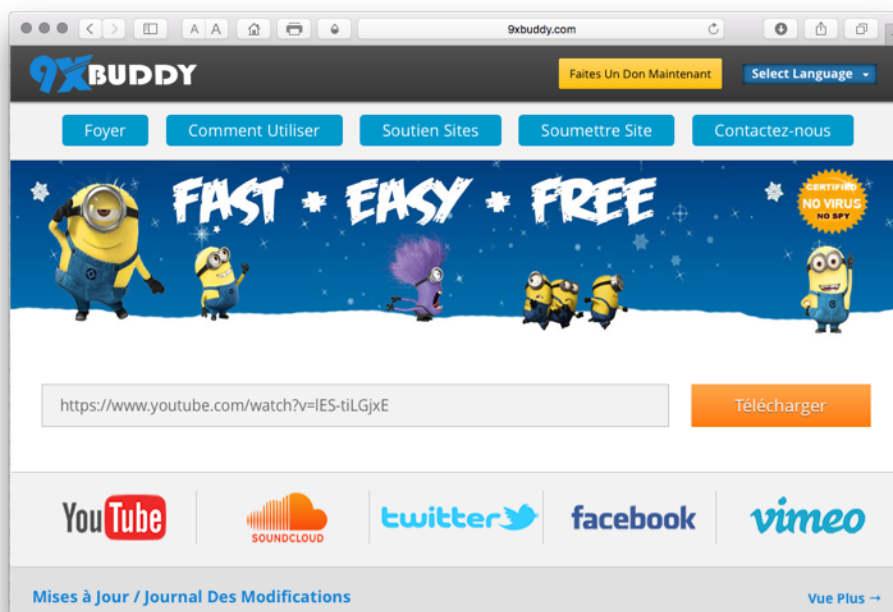 A A
9xbuddy.com
9XBUDDY
Faites Un Don Maintenant
Select Language
Foyer
Comment Utiliser
Soutien Sites
Soumettre Site
Contactez-nous
FAST * EASY * FREE
CERTIFIED
NO VIRUS
NO SPY
https://www.youtube.com/watch?v=lES-tiLGjxE
Télécharger
YouTube
SOUNDCLOUD
twitter
facebook
vimeo
Mises à Jour / Journal Des Modifications
Vue Plus →